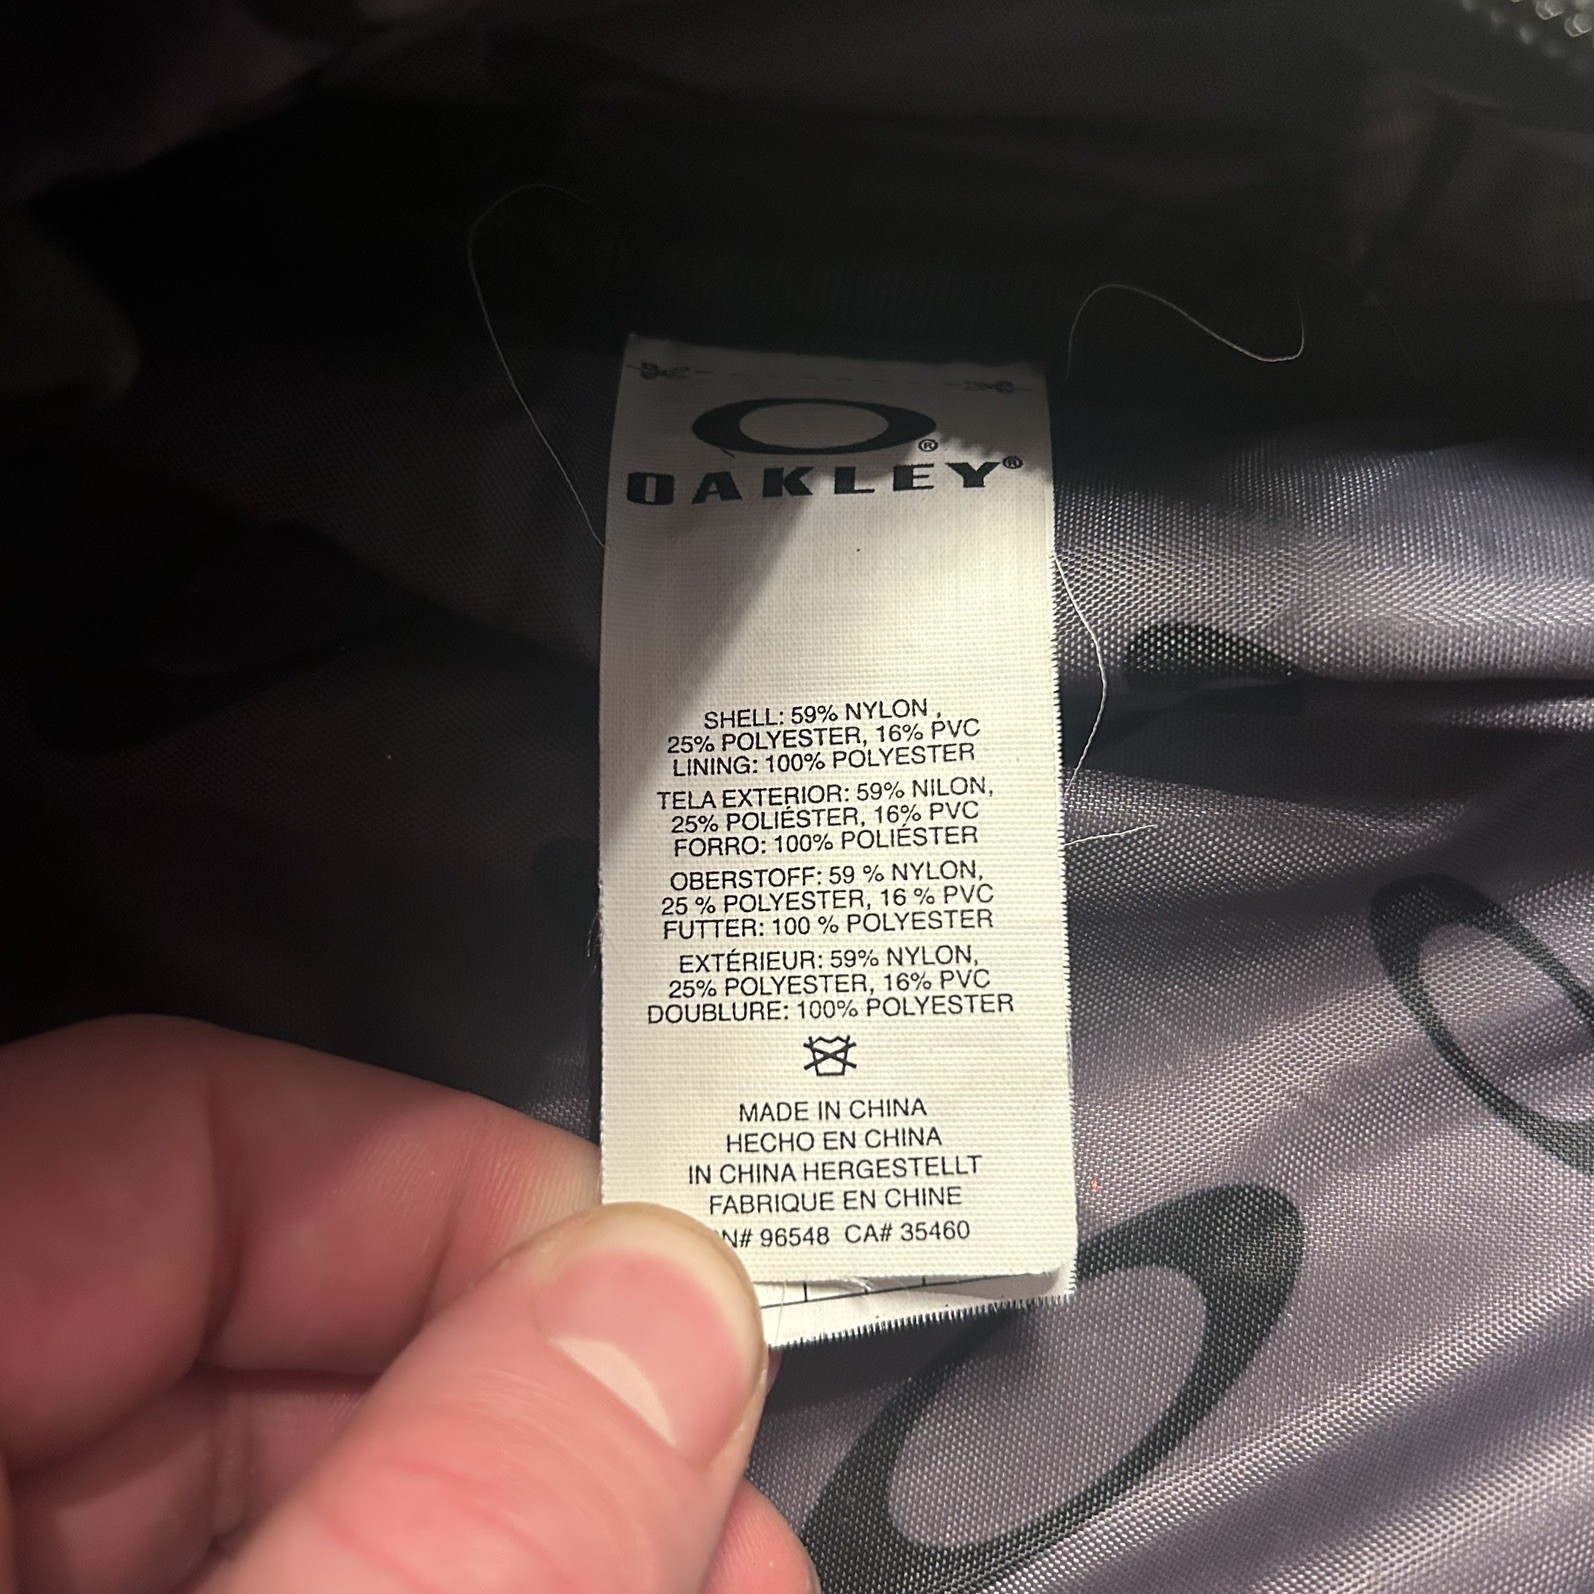 OAKLEY®
SHELL: 59% NYLON ,
25% POLYESTER, 16% PVC
LINING: 100% POLYESTER
TELA EXTERIOR: 59% NILON,
25% POLIÉSTER, 16% PVC
FORRO: 100% POLIÉSTER
OBERSTOFF: 59 % NYLON,
25 % POLYESTER, 16 % PVC
FUTTER: 100 % POLYESTER
EXTÉRIEUR: 59% NYLON,
25% POLYESTER, 16% PVC
DOUBLURE: 100% POLYESTER
MADE IN CHINA
HECHO EN CHINA
IN CHINA HERGESTELLT
FABRIQUE EN CHINE
96548 CA# 35460